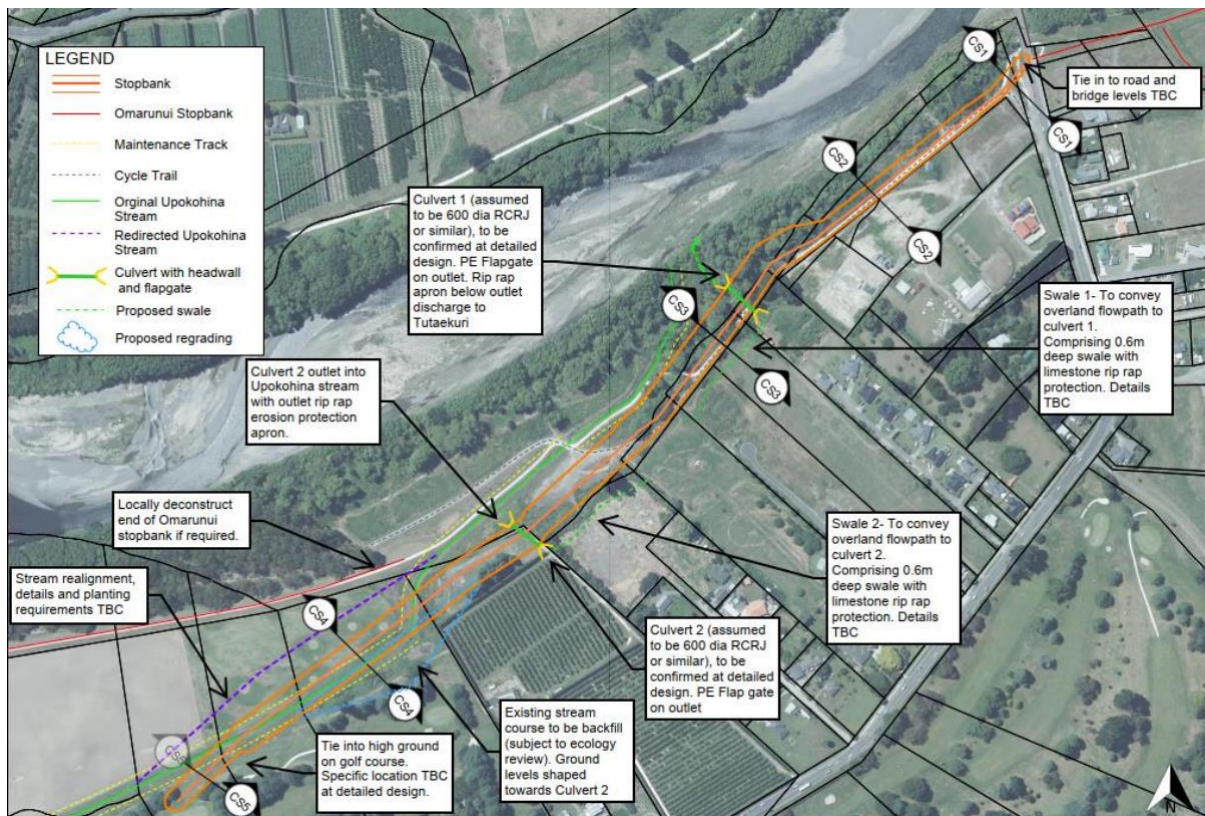 LEGEND
Stopbank
Omarunui Stopbank
Maintenance Track
Cycle Trail
Orginal Upokohina
Stream
Redirected Upokohina
Stream
Culvert with headwall
and flapgate
Proposed swale
Proposed regrading
CS1
Tie in to road and
bridge levels TBC
CS1
CS2
CS2
Culvert 1 (assumed
to be 600 dia RCRJ
or similar), to be
confirmed at detailed
design. PE Flapgate
on outlet. Rip rap
apron below outlet
discharge to
Tutaekuri
CS3
CS3
Swale 1- To convey
overland flowpath to
culvert 1.
Comprising 0.6m
deep swale with
limestone rip rap
protection. Details
TBC
Culvert 2 outlet into
Upokohina stream
with outlet rip rap
erosion protection
apron.
Locally deconstruct
end of Omarunui
stopbank if required.
Stream realignment,
details and planting
requirements TBC
Swale 2- To convey
overland flowpath to
culvert 2.
Comprising 0.6m
deep swale with
limestone rip rap
protection. Details
TBC
CS4
CS4
Culvert 2 (assumed
to be 600 dia RCRJ
or similar), to be
confirmed at detailed
design. PE Flap gate
on outlet
Existing stream
course to be backfill
(subject to ecology
review). Ground
levels shaped
towards Culvert 2
Tie into high ground
on golf course.
Specific location TBC
at detailed design.
CS5
CS5
N